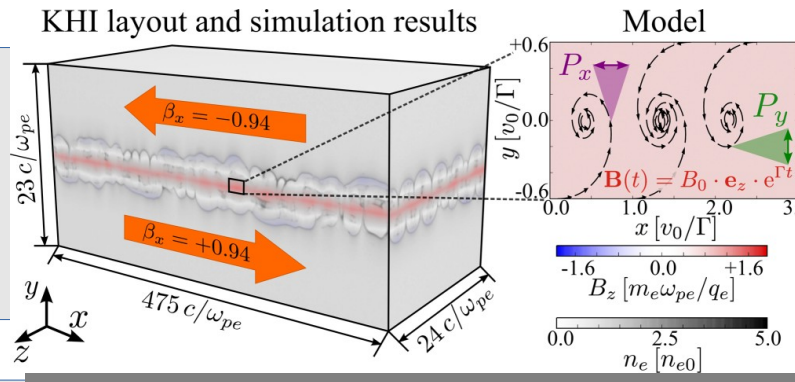 KHI layout and simulation results
Model
23 c/ω_pe
β_x = −0.94
β_x = +0.94
475 c/ω_pe
24 c/ω_pe
y
x
z
+0.6
0.0
-0.6
y [v_0/Γ]
P_x
P_y
B(t) = B_0 · e_z · e^{Γt}
0.0 1.0 2.0 3
x [v_0/Γ]
-1.6 0.0 +1.6
B_z [m_e ω_pe/q_e]
0.0 2.5 5.0
n_e [n_e0]